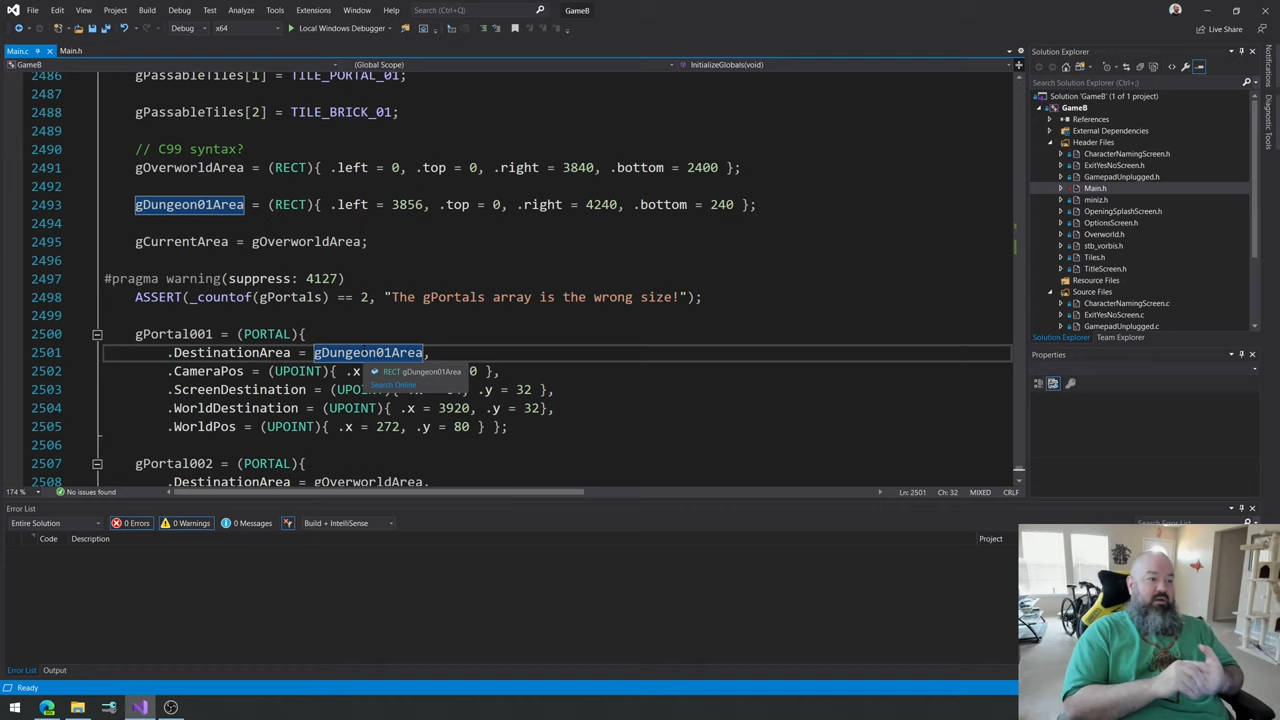 File Edit View Git Project Build Debug Test Analyze Tools Extensions Window Help Search (Ctrl+Q) GameB
Debug x64 Local Windows Debugger Live Share
Main.c Main.h
GameB (Global Scope) InitializeGlobals(void)
2486 gPassableTiles[1] = TILE_PORTAL_01;
2487
2488 gPassableTiles[2] = TILE_BRICK_01;
2489
2490 // C99 syntax?
2491 gOverworldArea = (RECT){ .left = 0, .top = 0, .right = 3840, .bottom = 2400 };
2492
2493 gDungeon01Area = (RECT){ .left = 3856, .top = 0, .right = 4240, .bottom = 240 };
2494
2495 gCurrentArea = gOverworldArea;
2496
2497 #pragma warning(suppress: 4127)
2498 ASSERT(_countof(gPortals) == 2, "The gPortals array is the wrong size!");
2499
2500 gPortal001 = (PORTAL){
2501 .DestinationArea = gDungeon01Area,
2502 .CameraPos = (UPOINT){ .x 0 },
RECT gDungeon01Area
Search Online
2503 .ScreenDestination = (UPO .y = 32 },
2504 .WorldDestination = (UPOINT){ .x = 3920, .y = 32},
2505 .WorldPos = (UPOINT){ .x = 272, .y = 80 } };
2506
2507 gPortal002 = (PORTAL){
2508 .DestinationArea = gOverworldArea,
174 % No issues found Ln: 2501 Ch: 32 MIXED CRLF
Error List
Entire Solution 0 Errors 0 Warnings 0 Messages Build + IntelliSense Search Error List
Code Description Project
Error List Output
Ready
Solution Explorer
Search Solution Explorer (Ctrl+;)
Solution 'GameB' (1 of 1 project)
GameB
References
External Dependencies
Header Files
CharacterNamingScreen.h
ExitYesNoScreen.h
GamepadUnplugged.h
Main.h
miniz.h
OpeningSplashScreen.h
OptionsScreen.h
Overworld.h
stb_vorbis.h
Tiles.h
TitleScreen.h
Resource Files
Source Files
CharacterNamingScreen.c
ExitYesNoScreen.c
GamepadUnplugged.c
Solution Explorer Team Explorer
Properties
Notifications
Diagnostic Tools